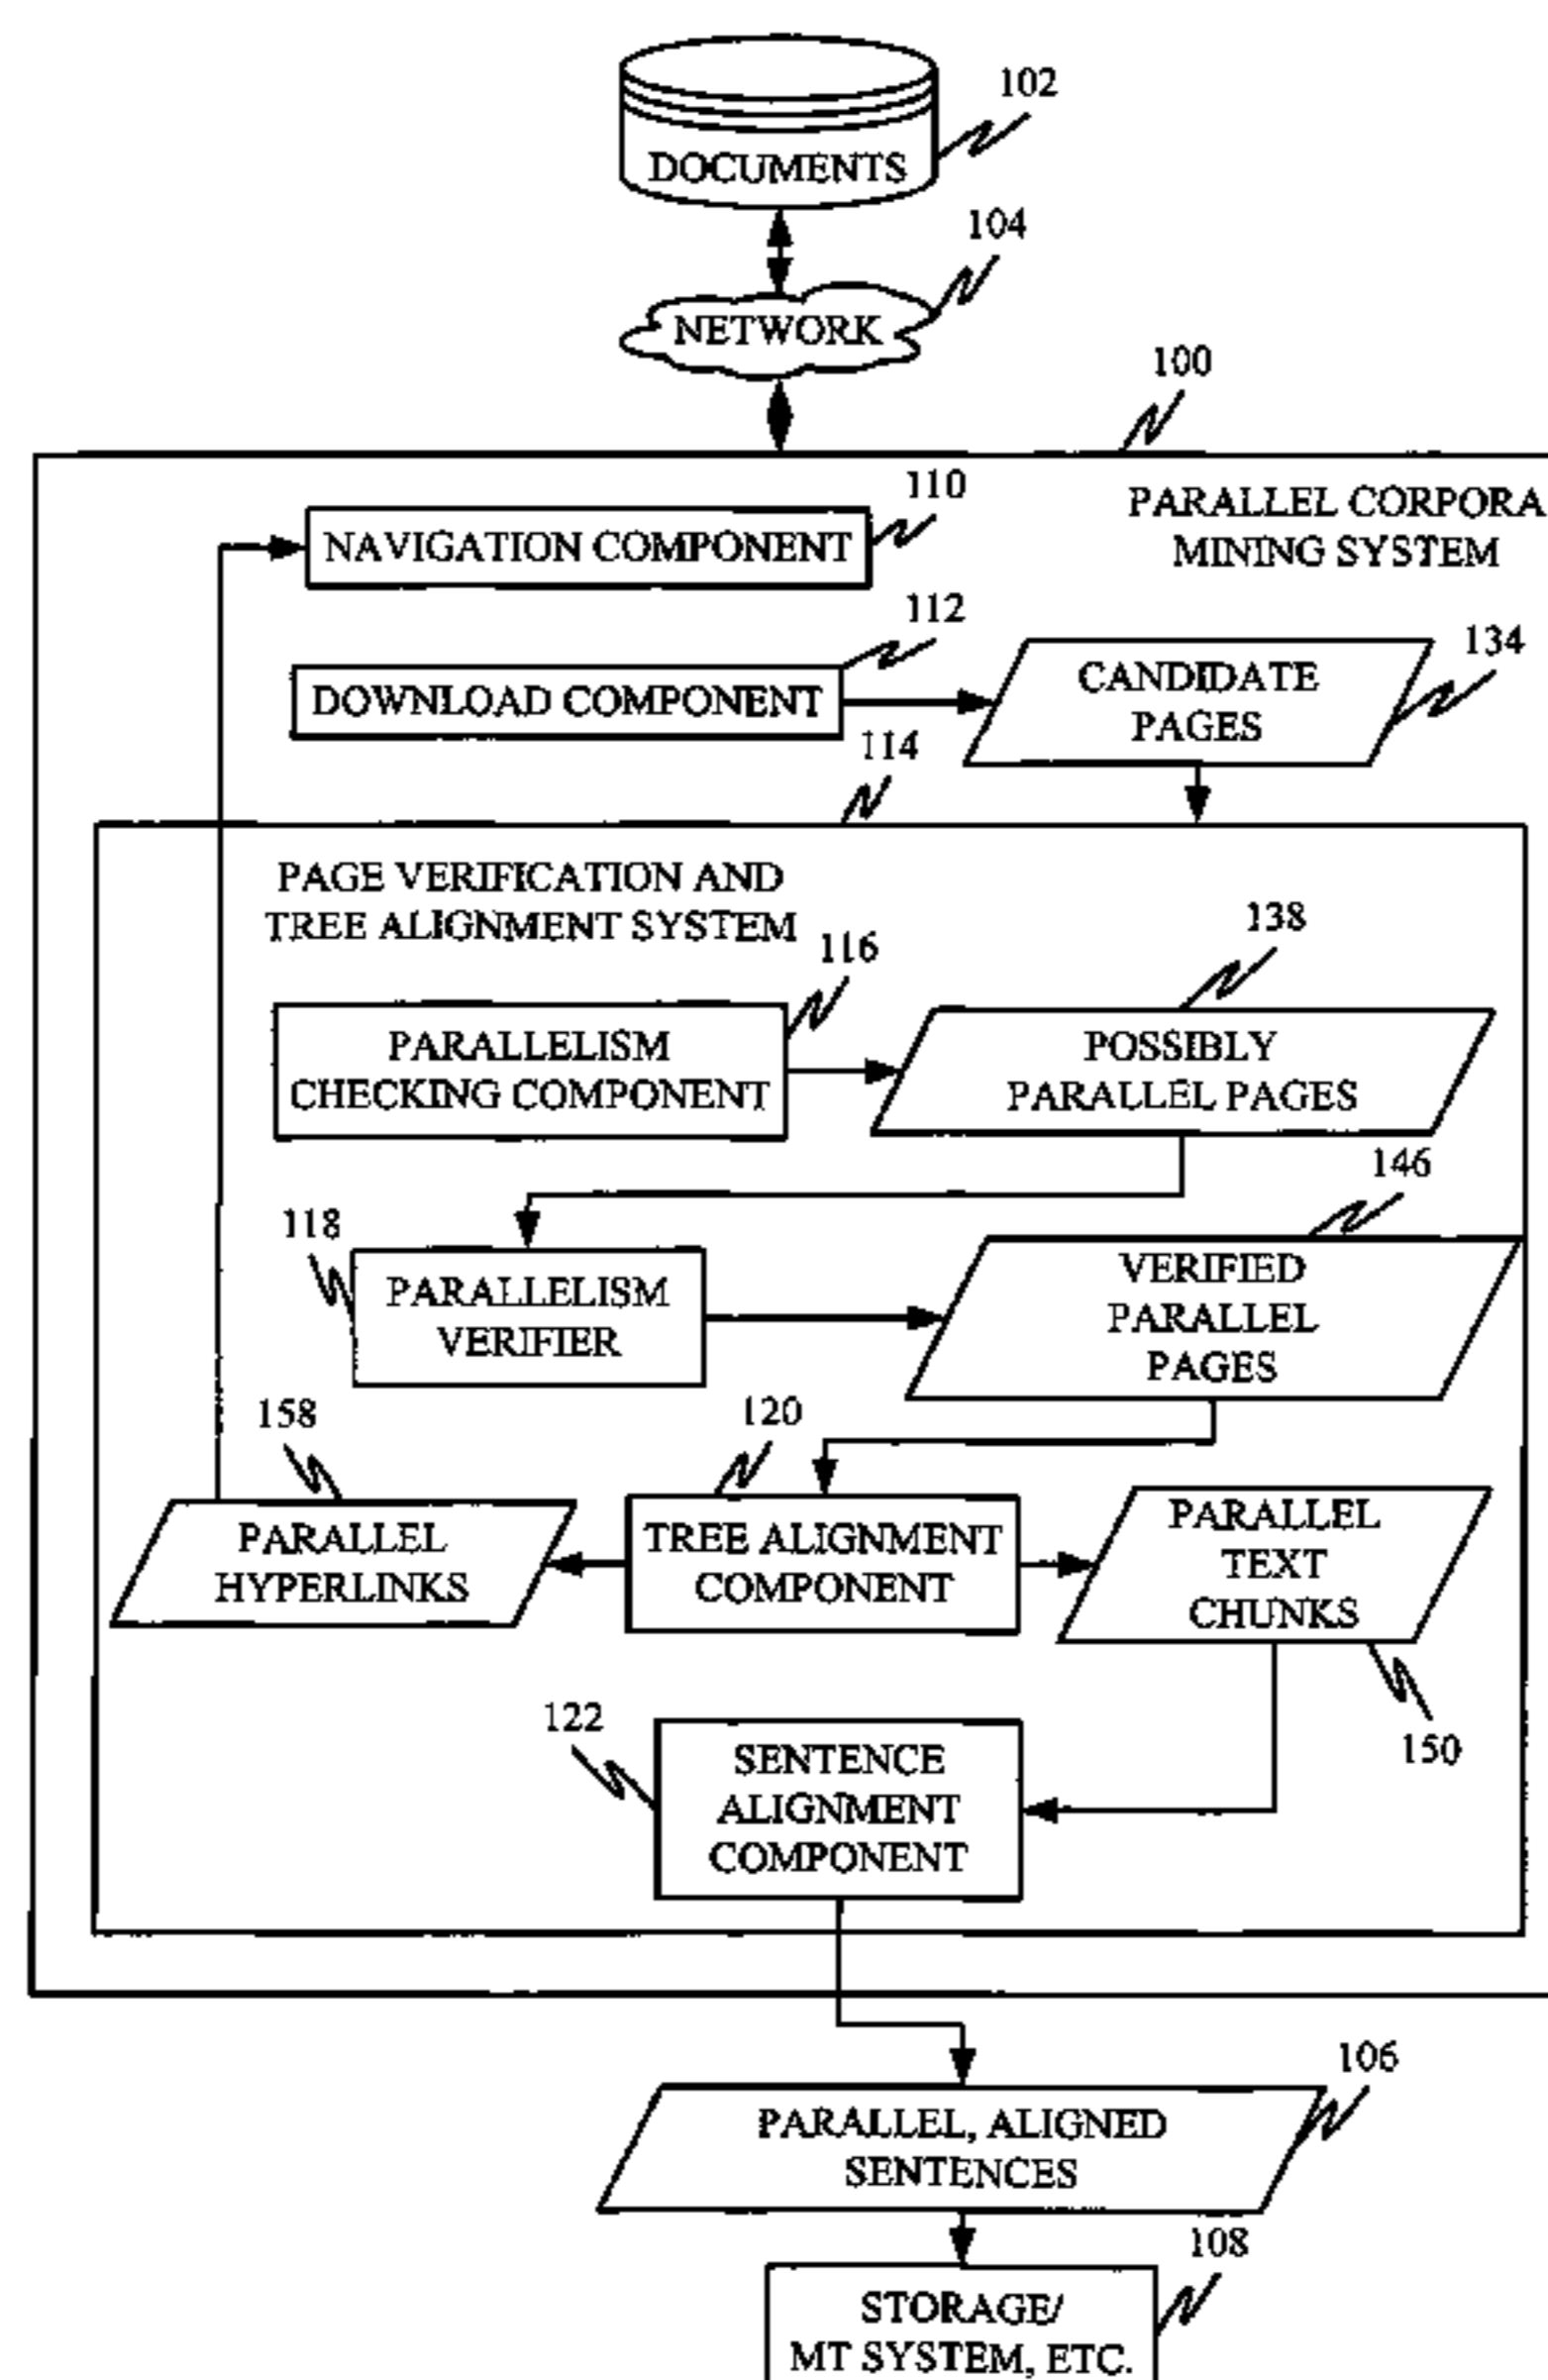 102
DOCUMENTS
104
NETWORK
100
110
PARALLEL CORPORA
MINING SYSTEM
NAVIGATION COMPONENT
112
134
CANDIDATE
PAGES
DOWNLOAD COMPONENT
114
PAGE VERIFICATION AND
TREE ALIGNMENT SYSTEM
116
138
PARALLELISM
CHECKING COMPONENT
POSSIBLY
PARALLEL PAGES
146
118
PARALLELISM
VERIFIER
VERIFIED
PARALLEL
PAGES
158
120
PARALLEL
HYPERLINKS
TREE ALIGNMENT
COMPONENT
PARALLEL
TEXT
CHUNKS
150
122
SENTENCE
ALIGNMENT
COMPONENT
106
PARALLEL, ALIGNED
SENTENCES
108
STORAGE/
MT SYSTEM, ETC.